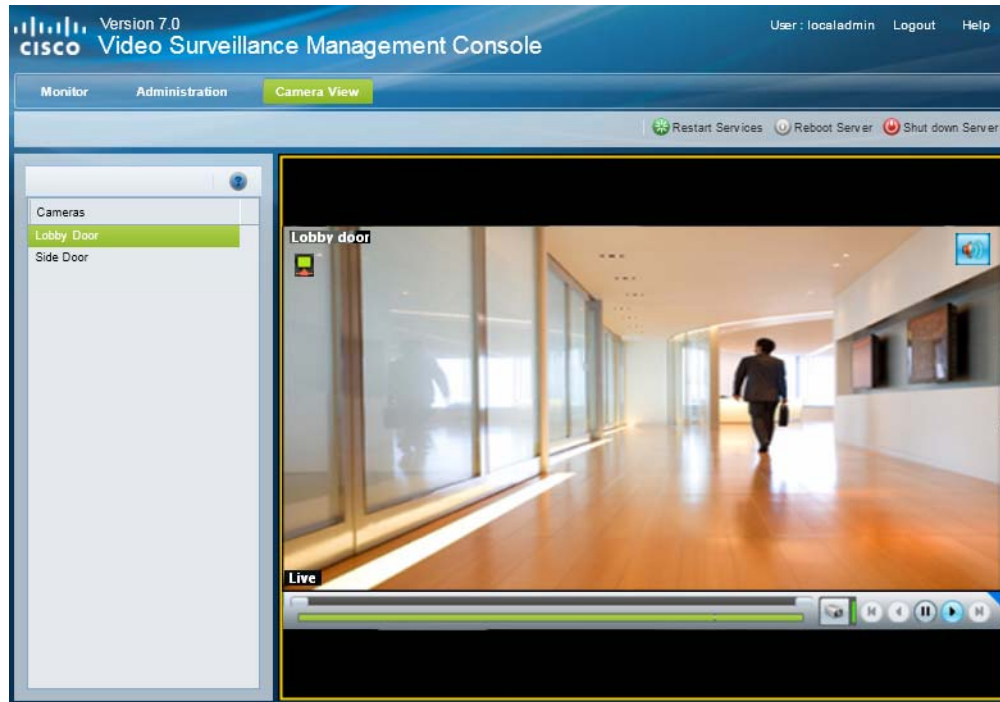 Version 7.0
CISCO Video Surveillance Management Console
User : localadmin Logout Help
Monitor Administration Camera View
Restart Services Reboot Server Shut down Server
Cameras
Lobby Door
Side Door
Lobby door
Live